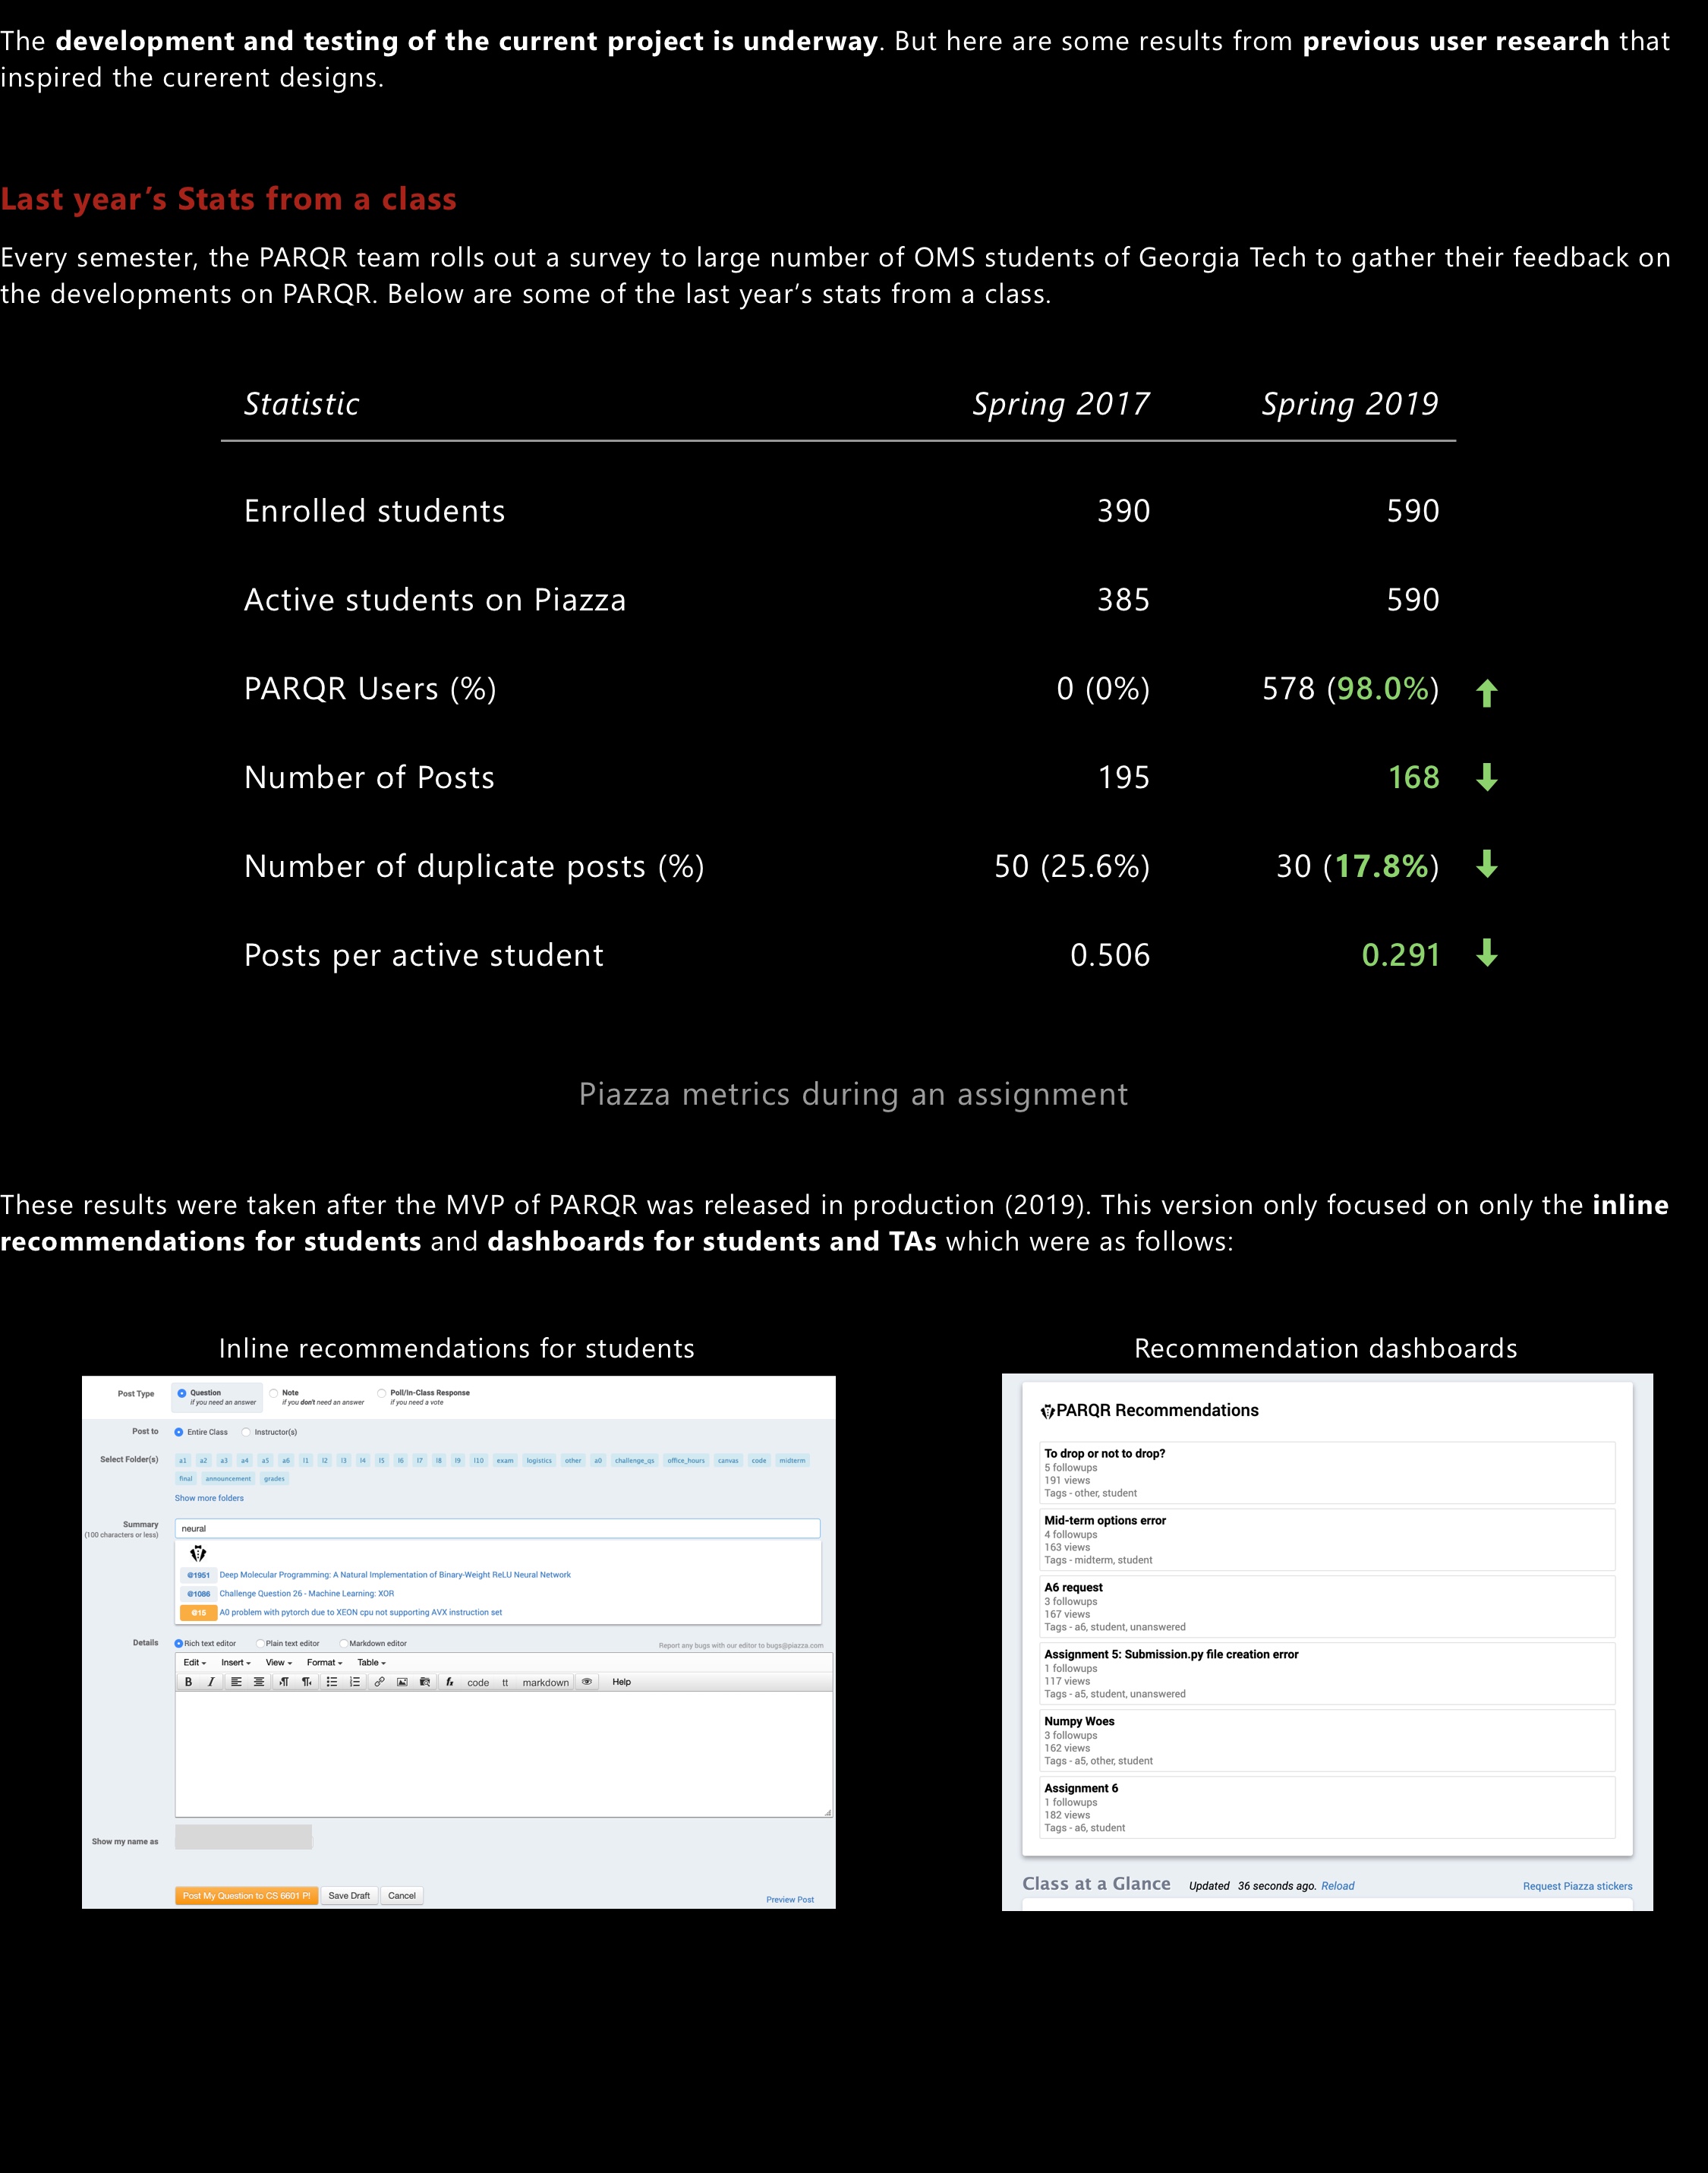 The development and testing of the current project is underway. But here are some results from previous user research that
inspired the curerent designs.
Last year’s Stats from a class
Every semester, the PARQR team rolls out a survey to large number of OMS students of Georgia Tech to gather their feedback on
the developments on PARQR. Below are some of the last year’s stats from a class.
Statistic Spring 2017 Spring 2019
Enrolled students 390 590
Active students on Piazza 385 590
PARQR Users (%) 0 (0%) 578 (98.0%)
Number of Posts 195 168
Number of duplicate posts (%) 50 (25.6%) 30 (17.8%)
Posts per active student 0.506 0.291
Piazza metrics during an assignment
These results were taken after the MVP of PARQR was released in production (2019). This version only focused on only the inline
recommendations for students and dashboards for students and TAs which were as follows:
Inline recommendations for students
Post Type Question Note Poll/In-Class Response
if you need an answer if you don't need an answer if you need a vote
Post to Entire Class Instructor(s)
Select Folder(s) a1 a2 a3 a4 a5 a6 l1 l2 l3 l4 l5 l6 l7 l8 l9 l10 exam logistics other a0 challenge_qs office_hours canvas code midterm
final announcement grades
Show more folders
Summary
(100 characters or less) neural
@1951 Deep Molecular Programming: A Natural Implementation of Binary-Weight ReLU Neural Network
@1086 Challenge Question 26 - Machine Learning: XOR
@15 A0 problem with pytorch due to XEON cpu not supporting AVX instruction set
Details Rich text editor Plain text editor Markdown editor Report any bugs with our editor to bugs@piazza.com
Edit Insert View Format Table
B I fx code tt markdown Help
Show my name as
Post My Question to CS 6601 P! Save Draft Cancel Preview Post
Recommendation dashboards
PARQR Recommendations
To drop or not to drop?
5 followups
191 views
Tags - other, student
Mid-term options error
4 followups
163 views
Tags - midterm, student
A6 request
3 followups
167 views
Tags - a6, student, unanswered
Assignment 5: Submission.py file creation error
1 followups
117 views
Tags - a5, student, unanswered
Numpy Woes
3 followups
162 views
Tags - a5, other, student
Assignment 6
1 followups
182 views
Tags - a6, student
Class at a Glance Updated 36 seconds ago. Reload Request Piazza stickers